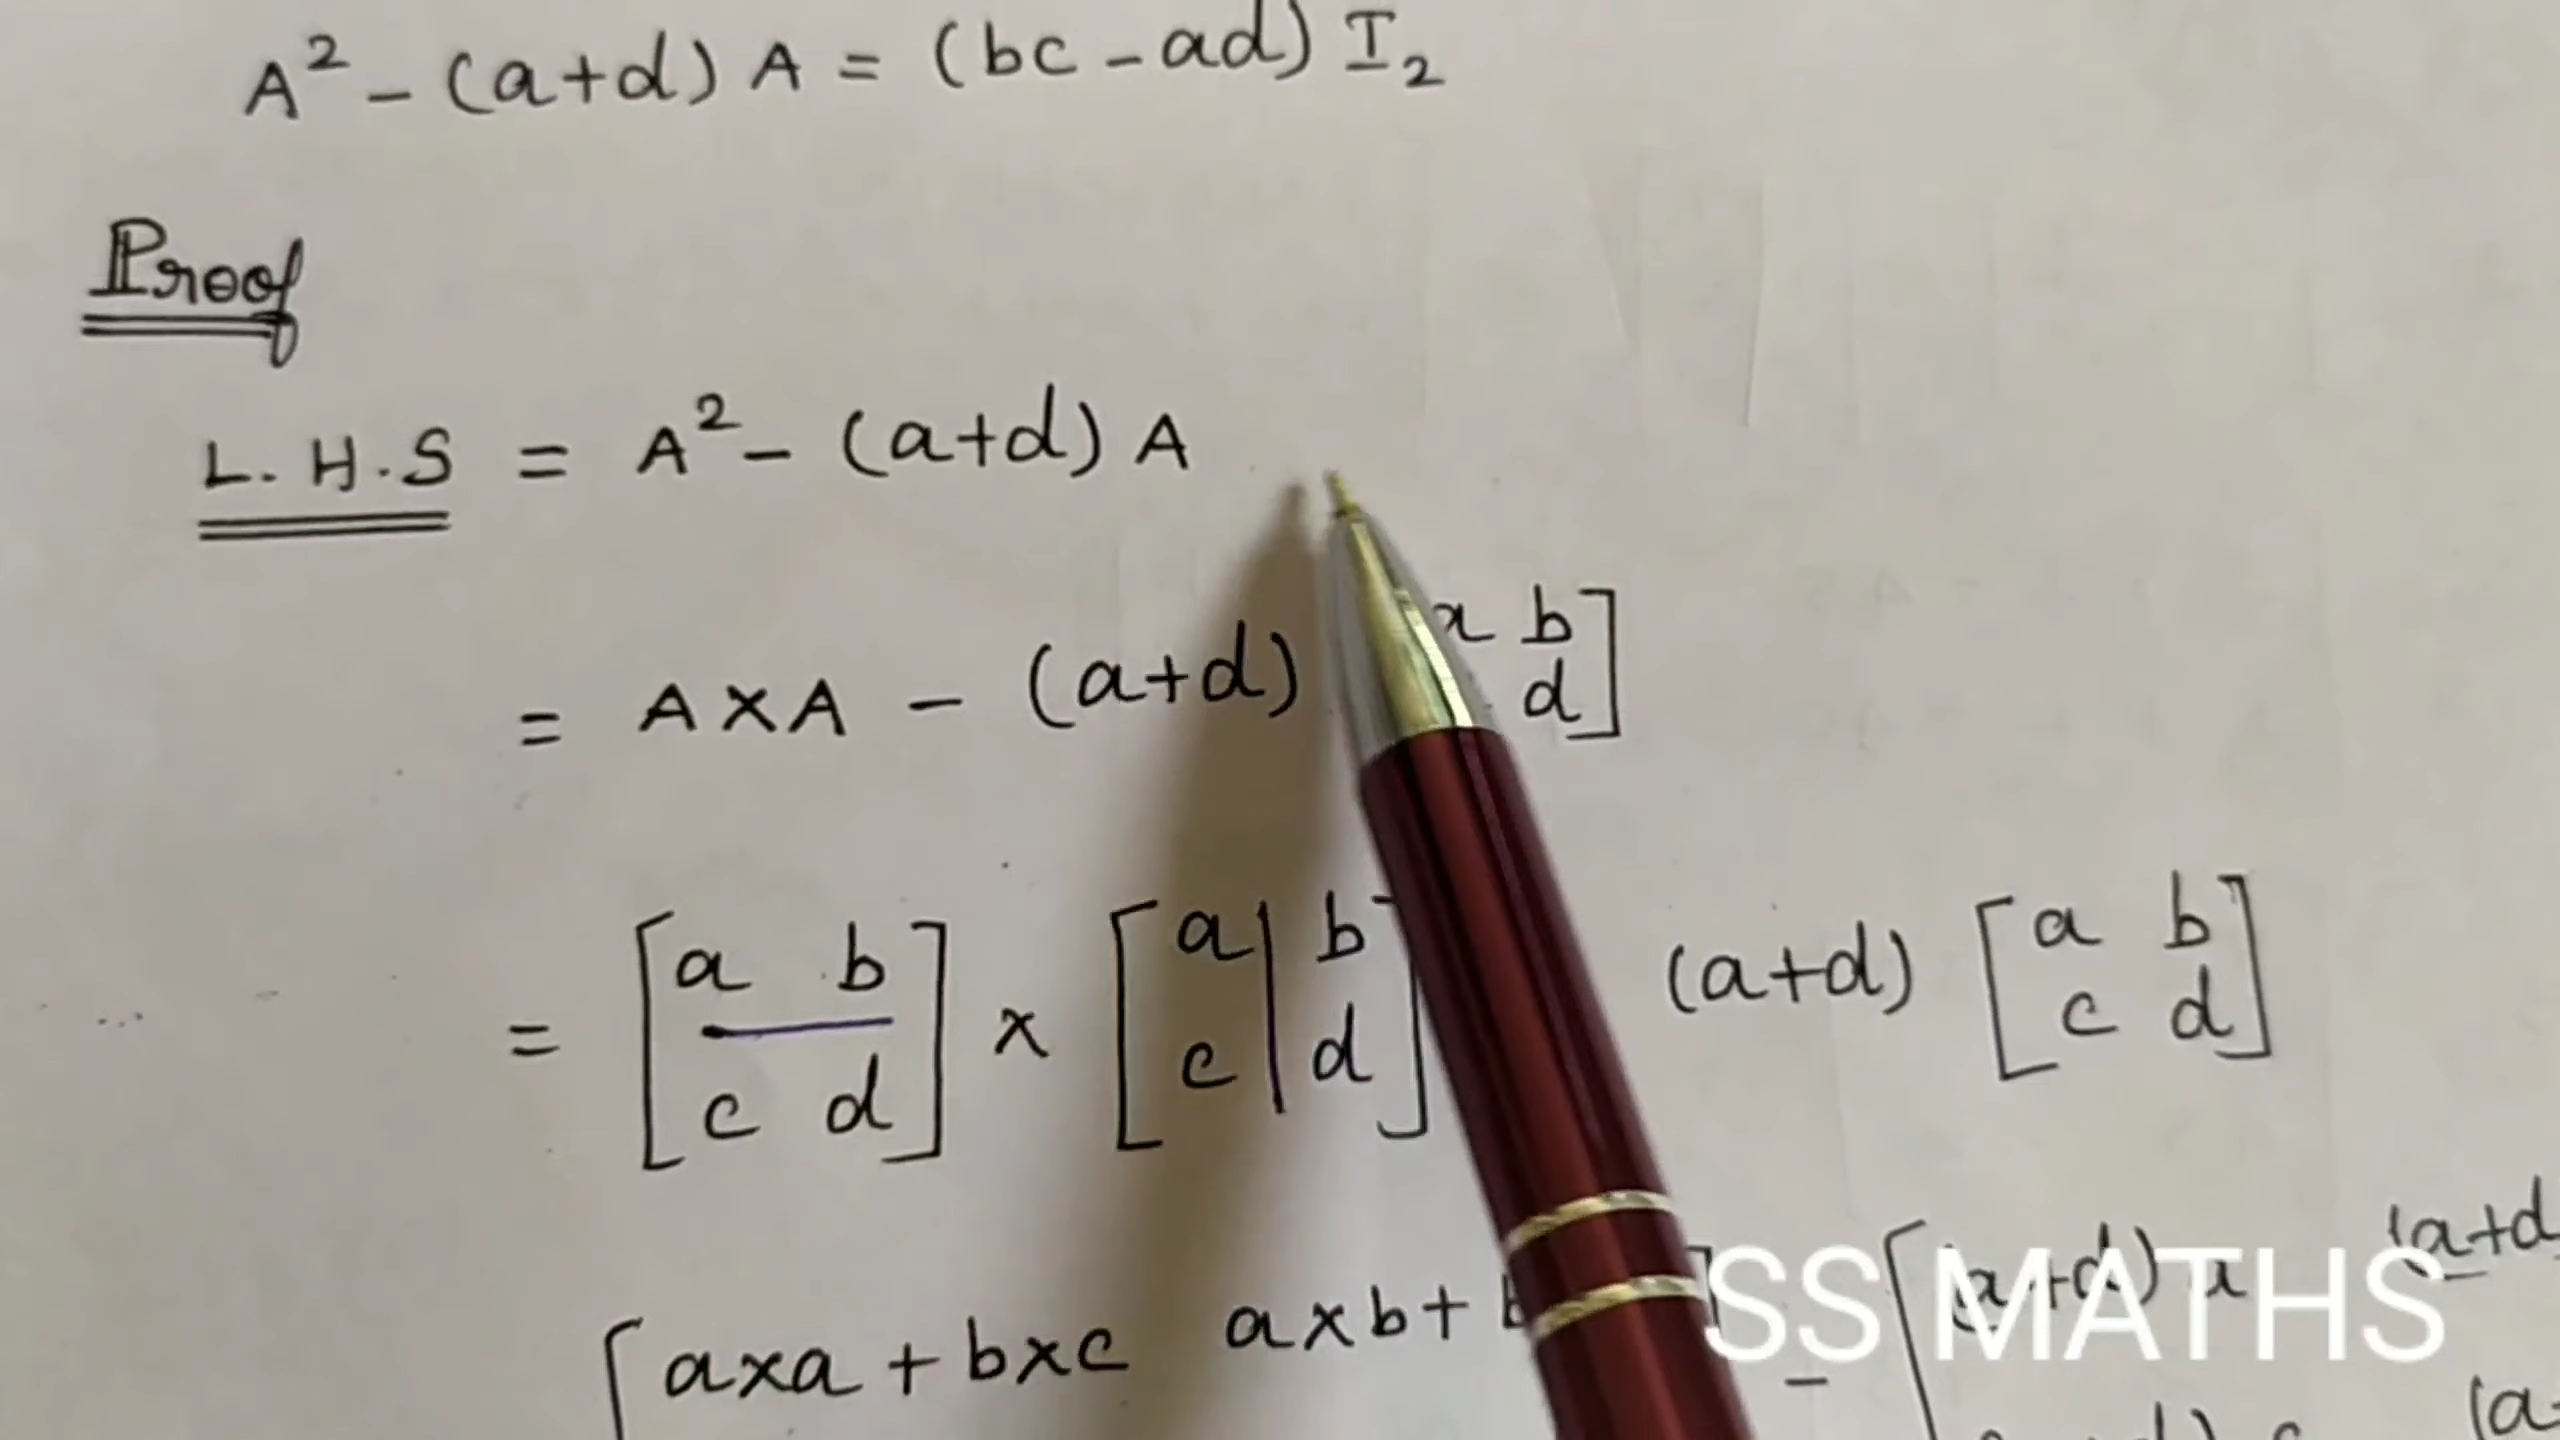 A² - (a+d) A = (bc - ad) I₂
Proof
L.H.S = A² - (a+d) A
= A × A - (a+d) a b
d]
= [a b × [a | b (a+d) [a b
c d] c | d] c d]
[a×a + b×c a×b + - [(a+d) a (a+d
SS MATHS